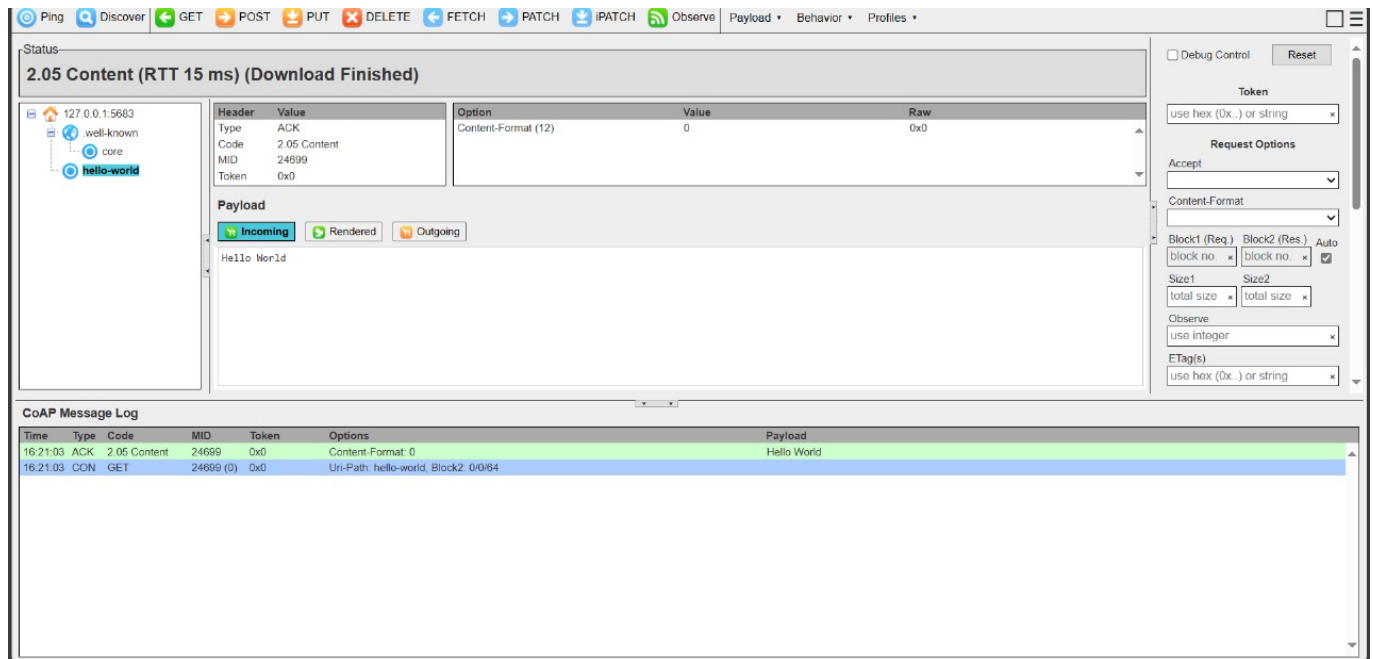 Ping Discover GET POST PUT DELETE FETCH PATCH iPATCH Observe Payload Behavior Profiles
Status
2.05 Content (RTT 15 ms) (Download Finished)
127.0.0.1:5683
.well-known
core
hello-world
Header Value
Type ACK
Code 2.05 Content
MID 24699
Token 0x0
Option Value Raw
Content-Format (12) 0 0x0
Payload
Incoming Rendered Outgoing
Hello World
Debug Control Reset
Token
use hex (0x..) or string ×
Request Options
Accept
Content-Format
Block1 (Req.) Block2 (Res.) Auto
block no. × block no. ×
Size1 Size2
total size × total size ×
Observe
use integer ×
ETag(s)
use hex (0x..) or string ×
CoAP Message Log
Time Type Code MID Token Options Payload
16:21:03 ACK 2.05 Content 24699 0x0 Content-Format: 0 Hello World
16:21:03 CON GET 24699 (0) 0x0 Uri-Path: hello-world, Block2: 0/0/64